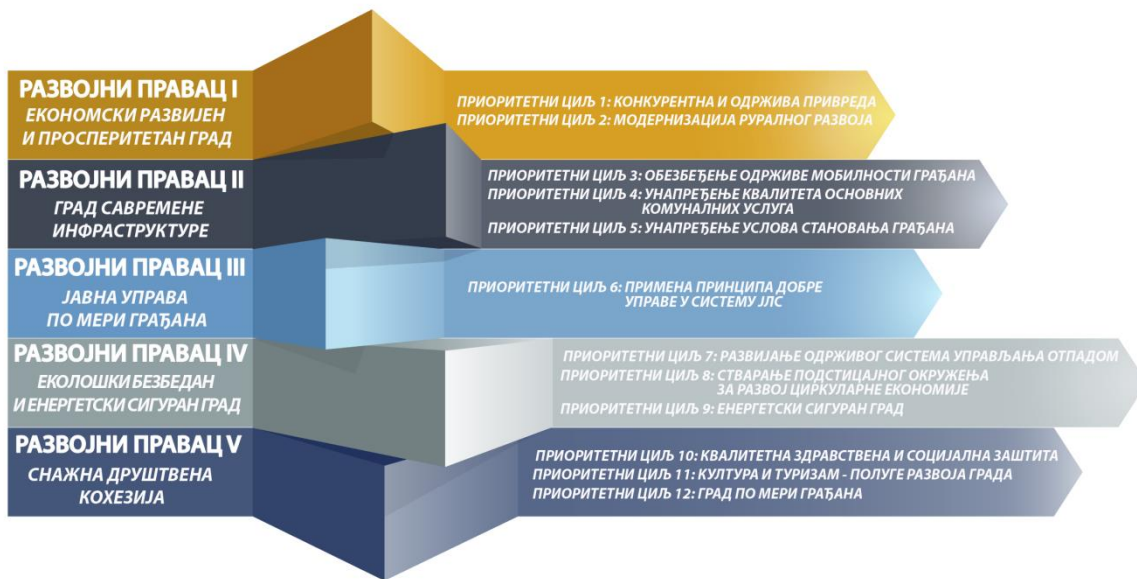 РАЗВОЈНИ ПРАВАЦ I
ЕКОНОМСКИ РАЗВИЈЕН
И ПРОСПЕРИТЕТАН ГРАД
ПРИОРИТЕТНИ ЦИЉ 1: КОНКУРЕНТНА И ОДРЖИВА ПРИВРЕДА
ПРИОРИТЕТНИ ЦИЉ 2: МОДЕРНИЗАЦИЈА РУРАЛНОГ РАЗВОЈА
РАЗВОЈНИ ПРАВАЦ II
ГРАД САВРЕМЕНЕ
ИНФРАСТРУКТУРЕ
ПРИОРИТЕТНИ ЦИЉ 3: ОБЕЗБЕЂЕЊЕ ОДРЖИВЕ МОБИЛНОСТИ ГРАЂАНА
ПРИОРИТЕТНИ ЦИЉ 4: УНАПРЕЂЕЊЕ КВАЛИТЕТА ОСНОВНИХ
КОМУНАЛНИХ УСЛУГА
ПРИОРИТЕТНИ ЦИЉ 5: УНАПРЕЂЕЊЕ УСЛОВА СТАНОВАЊА ГРАЂАНА
РАЗВОЈНИ ПРАВАЦ III
ЈАВНА УПРАВА
ПО МЕРИ ГРАЂАНА
ПРИОРИТЕТНИ ЦИЉ 6: ПРИМЕНА ПРИНЦИПА ДОБРЕ
УПРАВЕ У СИСТЕМУ ЈЛС
РАЗВОЈНИ ПРАВАЦ IV
ЕКОЛОШКИ БЕЗБЕДАН
И ЕНЕРГЕТСКИ СИГУРАН ГРАД
ПРИОРИТЕТНИ ЦИЉ 7: РАЗВИЈАЊЕ ОДРЖИВОГ СИСТЕМА УПРАВЉАЊА ОТПАДОМ
ПРИОРИТЕТНИ ЦИЉ 8: СТВАРАЊЕ ПОДСТИЦАЈНОГ ОКРУЖЕЊА
ЗА РАЗВОЈ ЦИРКУЛАРНЕ ЕКОНОМИЈЕ
ПРИОРИТЕТНИ ЦИЉ 9: ЕНЕРГЕТСКИ СИГУРАН ГРАД
РАЗВОЈНИ ПРАВАЦ V
СНАЖНА ДРУШТВЕНА
КОХЕЗИЈА
ПРИОРИТЕТНИ ЦИЉ 10: КВАЛИТЕТНА ЗДРАВСТВЕНА И СОЦИЈАЛНА ЗАШТИТА
ПРИОРИТЕТНИ ЦИЉ 11: КУЛТУРА И ТУРИЗАМ - ПОЛУГЕ РАЗВОЈА ГРАДА
ПРИОРИТЕТНИ ЦИЉ 12: ГРАД ПО МЕРИ ГРАЂАНА